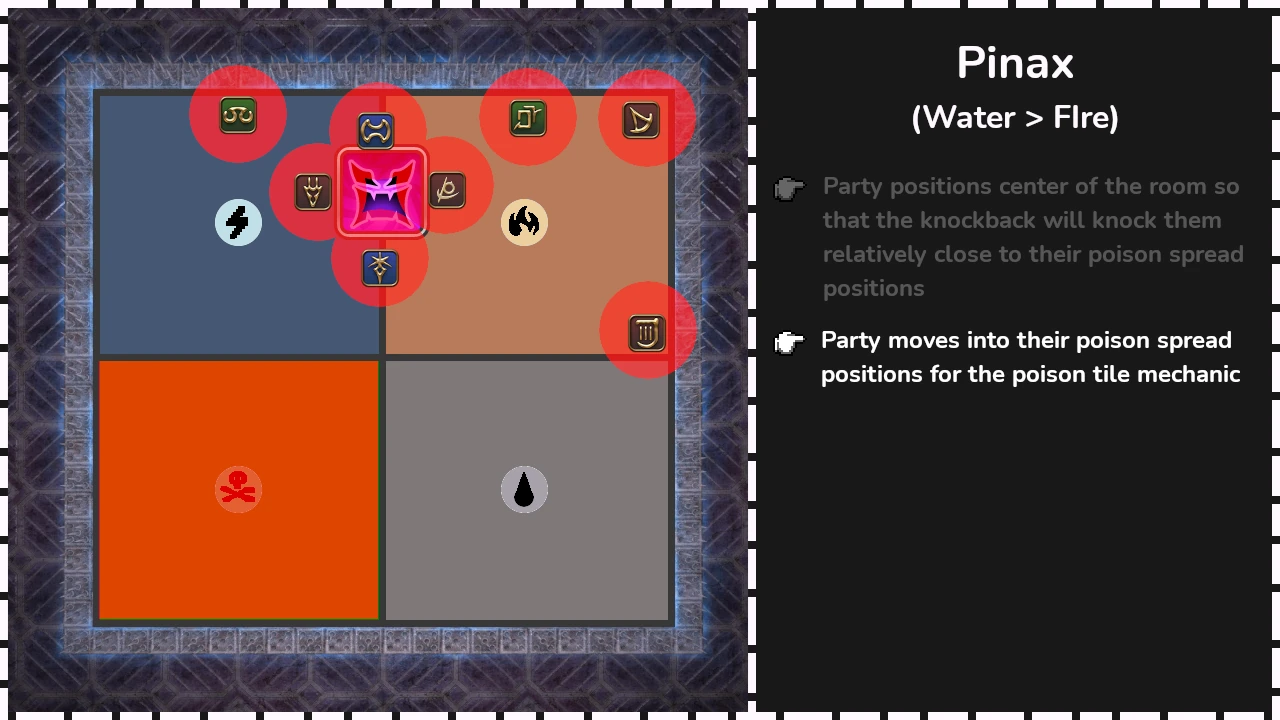 Pinax
(Water > FIre)
Party positions center of the room so
that the knockback will knock them
relatively close to their poison spread
positions
Party moves into their poison spread
positions for the poison tile mechanic